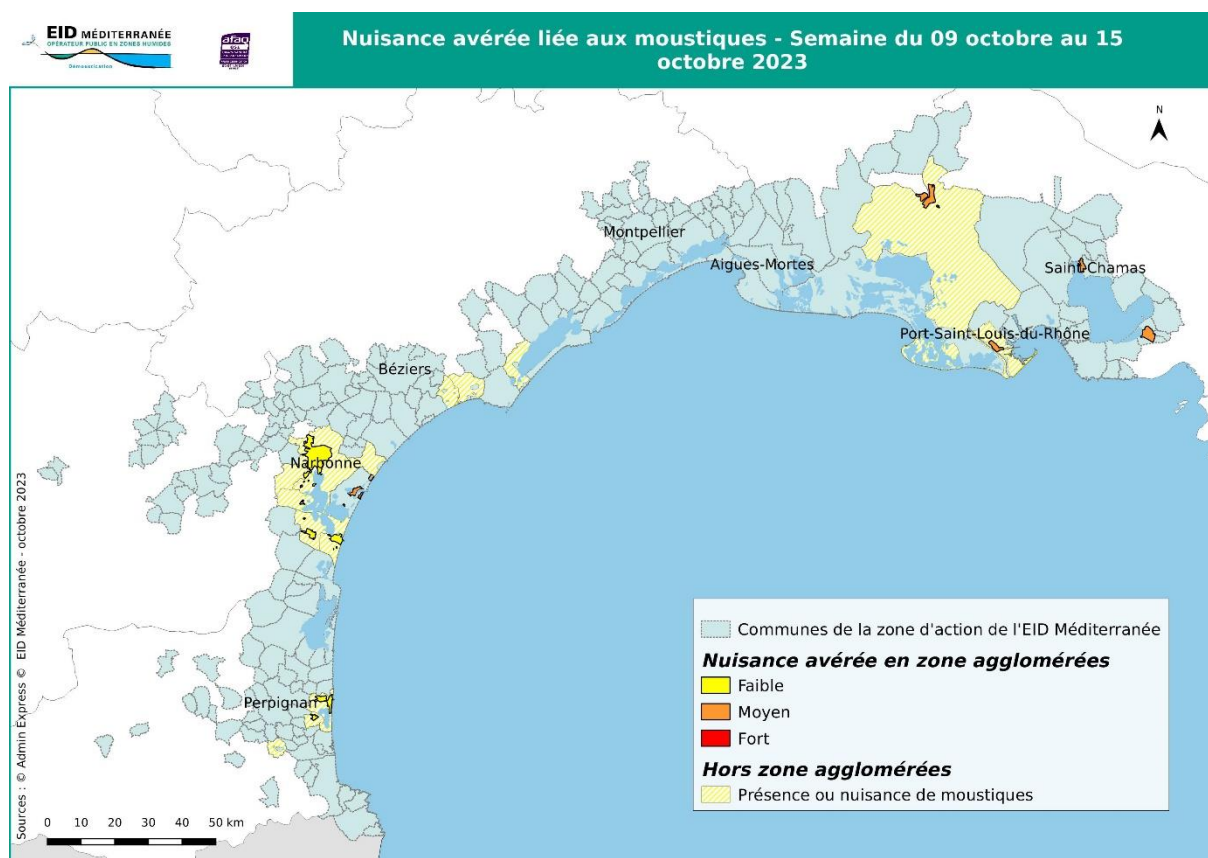 EID MÉDITERRANÉE
OPÉRATEUR PUBLIC EN ZONES HUMIDES
Démoustication
afaq
Nuisance avérée liée aux moustiques - Semaine du 09 octobre au 15
octobre 2023
N
Montpellier
Aigues-Mortes
Saint-Chamas
Port-Saint-Louis-du-Rhône
Béziers
Narbonne
Perpignan
Communes de la zone d'action de l'EID Méditerranée
Nuisance avérée en zone agglomérées
Faible
Moyen
Fort
Hors zone agglomérées
Présence ou nuisance de moustiques
0 10 20 30 40 50 km
Sources : © Admin Express © EID Méditerranée - octobre 2023